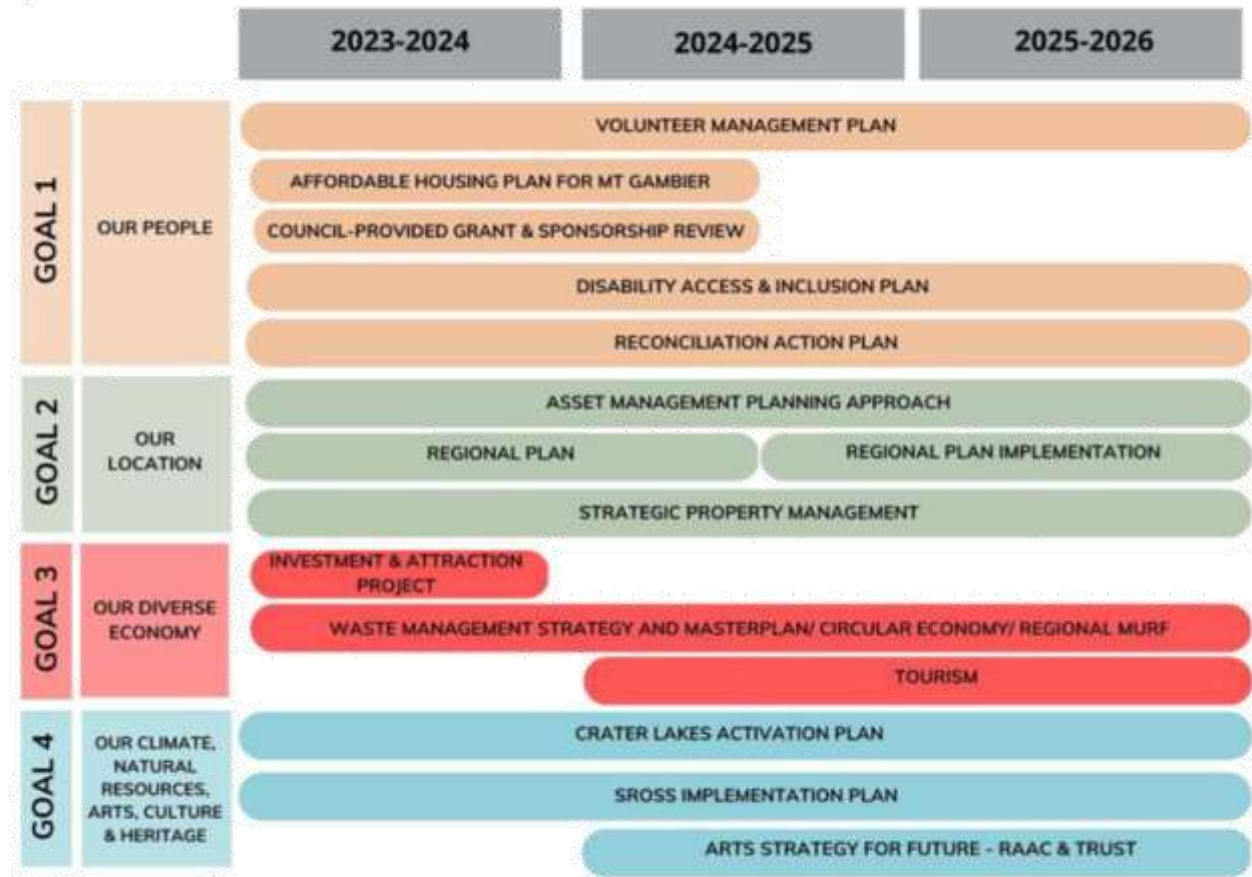 2023-2024
2024-2025
2025-2026
GOAL 1
OUR PEOPLE
VOLUNTEER MANAGEMENT PLAN
AFFORDABLE HOUSING PLAN FOR MT GAMBIER
COUNCIL-PROVIDED GRANT & SPONSORSHIP REVIEW
DISABILITY ACCESS & INCLUSION PLAN
RECONCILIATION ACTION PLAN
GOAL 2
OUR
LOCATION
ASSET MANAGEMENT PLANNING APPROACH
REGIONAL PLAN
REGIONAL PLAN IMPLEMENTATION
STRATEGIC PROPERTY MANAGEMENT
GOAL 3
OUR DIVERSE
ECONOMY
INVESTMENT & ATTRACTION
PROJECT
WASTE MANAGEMENT STRATEGY AND MASTERPLAN/ CIRCULAR ECONOMY/ REGIONAL MURF
TOURISM
GOAL 4
OUR CLIMATE,
NATURAL
RESOURCES,
ARTS, CULTURE
& HERITAGE
CRATER LAKES ACTIVATION PLAN
SROSS IMPLEMENTATION PLAN
ARTS STRATEGY FOR FUTURE - RAAC & TRUST